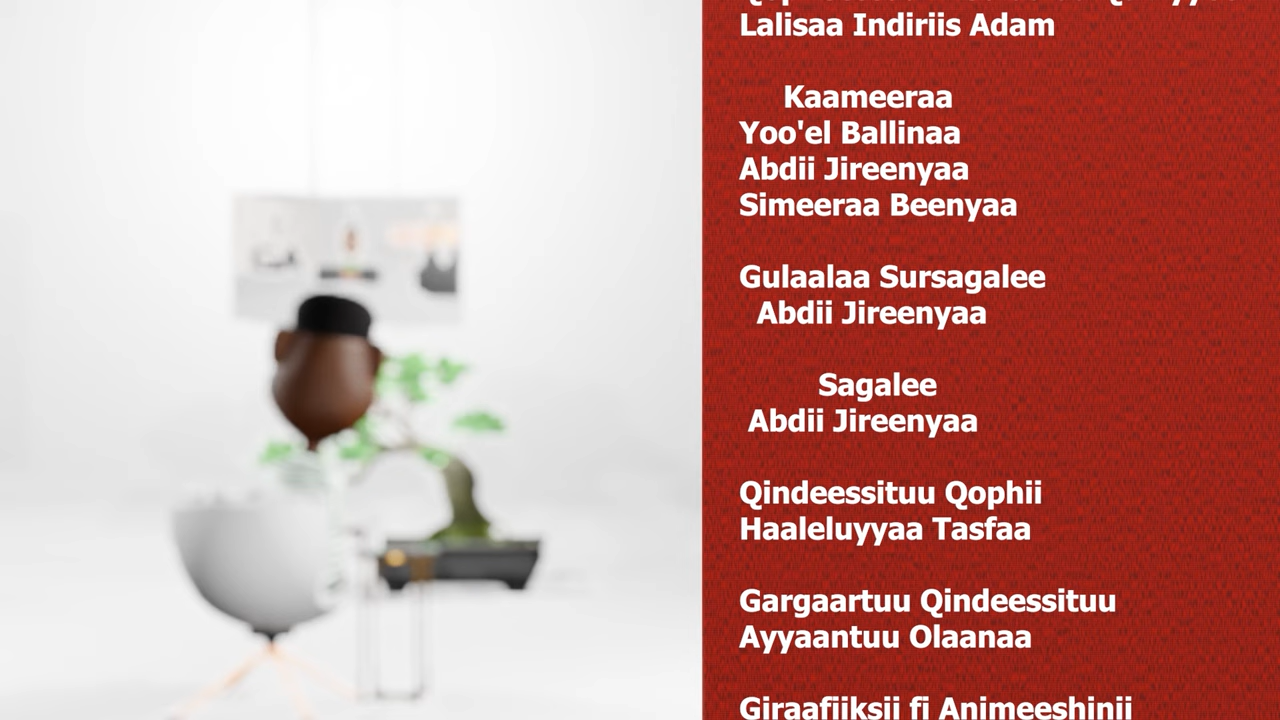 Lalisaa Indiriis Adam
Kaameeraa
Yoo'el Ballinaa
Abdii Jireenyaa
Simeeraa Beenyaa
Gulaalaa Sursagalee
Abdii Jireenyaa
Sagalee
Abdii Jireenyaa
Qindeessituu Qophii
Haaleluyyaa Tasfaa
Gargaartuu Qindeessituu
Ayyaantuu Olaanaa
Giraafiiksii fi Animeeshinii